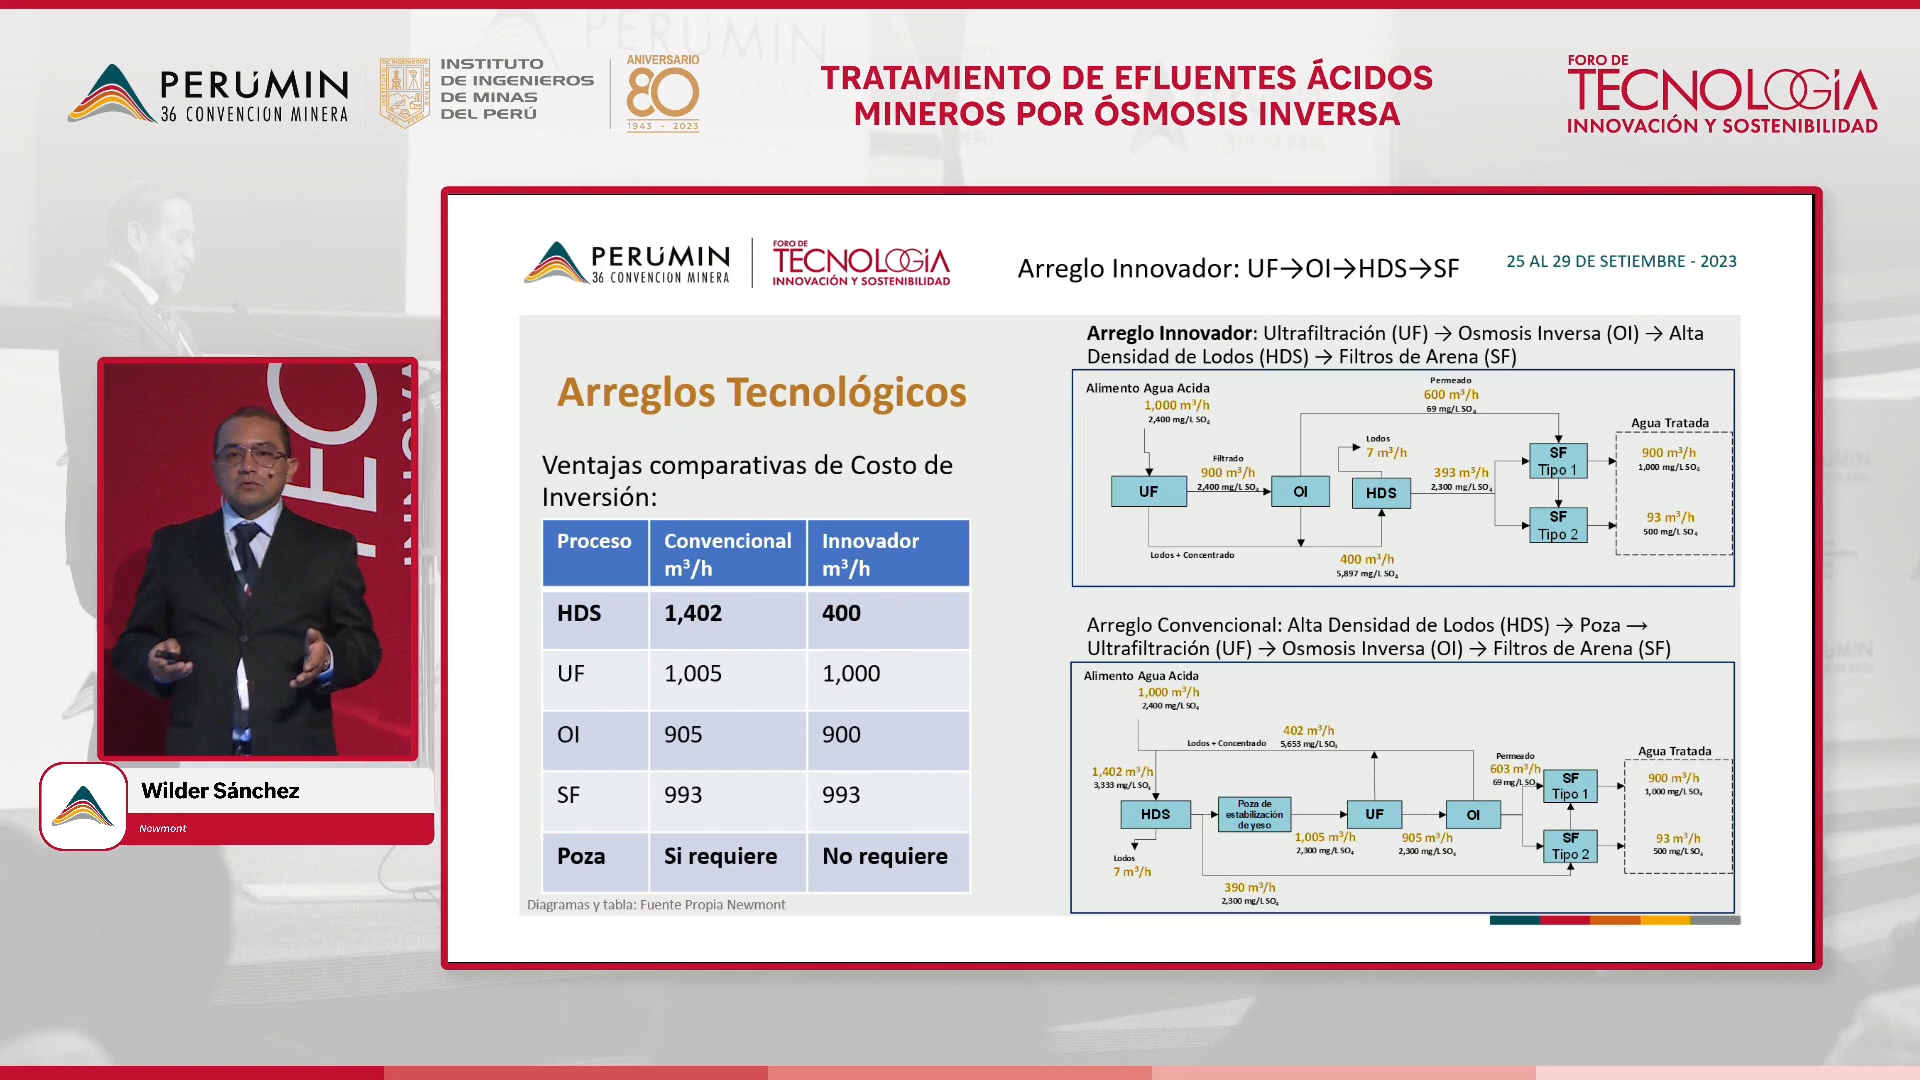 PERÚMIN
36 CONVENCIÓN MINERA
INSTITUTO
DE INGENIEROS
DE MINAS
DEL PERÚ
ANIVERSARIO
80
1943 - 2023
TRATAMIENTO DE EFLUENTES ÁCIDOS
MINEROS POR ÓSMOSIS INVERSA
FORO DE
TECNOLOGÍA
INNOVACIÓN Y SOSTENIBILIDAD
PERÚMIN
36 CONVENCIÓN MINERA
FORO DE
TECNOLOGÍA
INNOVACIÓN Y SOSTENIBILIDAD
Arreglo Innovador: UF→OI→HDS→SF
25 AL 29 DE SETIEMBRE - 2023
Arreglos Tecnológicos
Ventajas comparativas de Costo de
Inversión:
Proceso Convencional m³/h Innovador m³/h
HDS 1,402 400
UF 1,005 1,000
OI 905 900
SF 993 993
Poza Si requiere No requiere
Diagramas y tabla: Fuente Propia Newmont
Arreglo Innovador: Ultrafiltración (UF) → Osmosis Inversa (OI) → Alta
Densidad de Lodos (HDS) → Filtros de Arena (SF)
Alimento Agua Acida
1,000 m³/h
2,400 mg/L SO₄
Permeado
600 m³/h
69 mg/L SO₄
Agua Tratada
Lodos
7 m³/h
Filtrado
900 m³/h
2,400 mg/L SO₄
393 m³/h
2,300 mg/L SO₄
UF
OI
HDS
SF
Tipo 1
SF
Tipo 2
900 m³/h
1,000 mg/L SO₄
93 m³/h
500 mg/L SO₄
Lodos + Concentrado
400 m³/h
5,897 mg/L SO₄
Arreglo Convencional: Alta Densidad de Lodos (HDS) → Poza →
Ultrafiltración (UF) → Osmosis Inversa (OI) → Filtros de Arena (SF)
Alimento Agua Acida
1,000 m³/h
2,400 mg/L SO₄
402 m³/h
Lodos + Concentrado 5,653 mg/L SO₄
1,402 m³/h
3,333 mg/L SO₄
Permeado
603 m³/h
69 mg/L SO₄
Agua Tratada
HDS
Poza de
estabilización
de yeso
UF
OI
SF
Tipo 1
SF
Tipo 2
900 m³/h
1,000 mg/L SO₄
93 m³/h
500 mg/L SO₄
1,005 m³/h
2,300 mg/L SO₄
905 m³/h
2,300 mg/L SO₄
Lodos
7 m³/h
390 m³/h
2,300 mg/L SO₄
Wilder Sánchez
Newmont